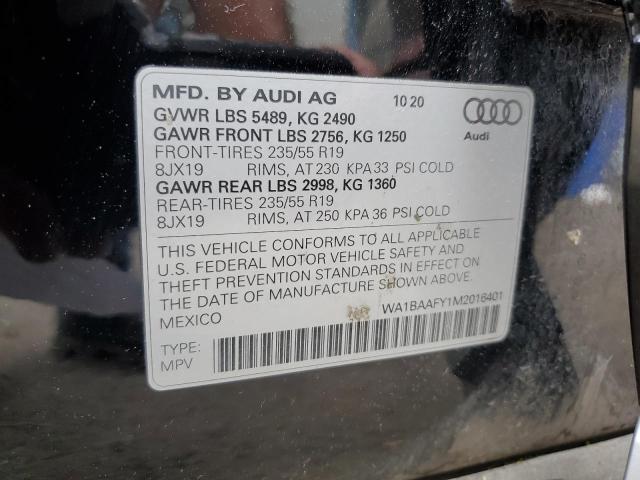 MFD. BY AUDI AG 10 20
GVWR LBS 5489, KG 2490
GAWR FRONT LBS 2756, KG 1250
Audi
FRONT-TIRES 235/55 R19
8JX19 RIMS, AT 230 KPA 33 PSI COLD
GAWR REAR LBS 2998, KG 1360
REAR-TIRES 235/55 R19
8JX19 RIMS, AT 250 KPA 36 PSI COLD
THIS VEHICLE CONFORMS TO ALL APPLICABLE
U.S. FEDERAL MOTOR VEHICLE SAFETY AND
THEFT PREVENTION STANDARDS IN EFFECT ON
THE DATE OF MANUFACTURE SHOWN ABOVE.
MEXICO
WA1BAAFY1M2016401
TYPE:
MPV